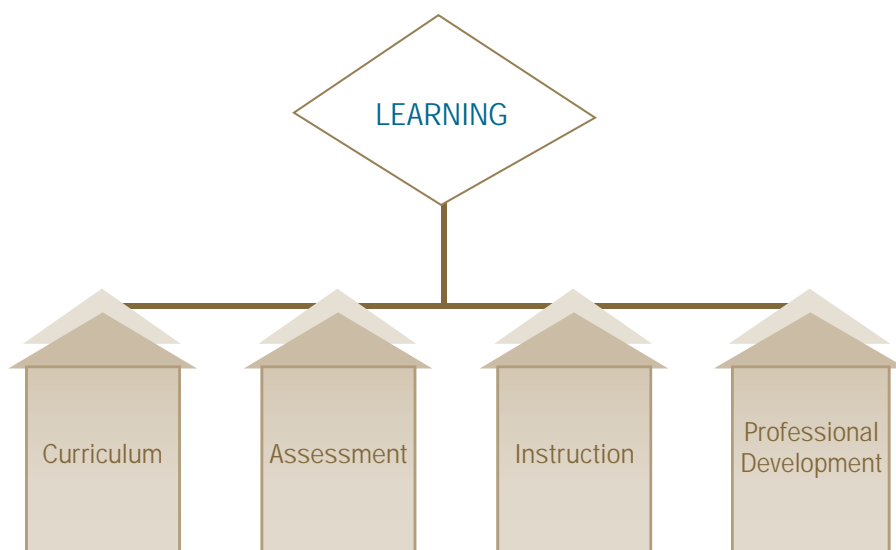 LEARNING
Curriculum
Assessment
Instruction
Professional
Development